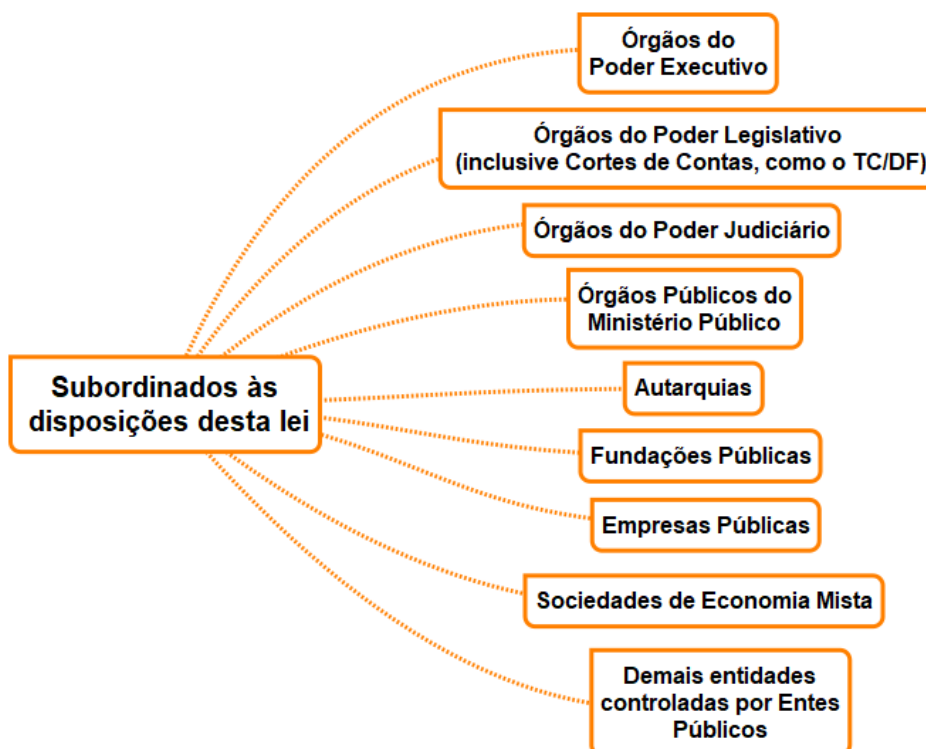 Órgãos do
Poder Executivo
Órgãos do Poder Legislativo
(inclusive Cortes de Contas, como o TC/DF)
Órgãos do Poder Judiciário
Órgãos Públicos do
Ministério Público
Subordinados às
disposições desta lei
Autarquias
Fundações Públicas
Empresas Públicas
Sociedades de Economia Mista
Demais entidades
controladas por Entes
Públicos